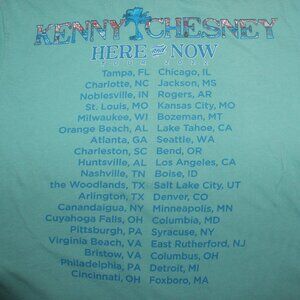 KENNY CHESNEY
HERE and NOW
TOUR 2022
Tampa, FL Chicago, IL
Charlotte, NC Jackson, MS
Noblesville, IN Rogers, AR
St. Louis, MO Kansas City, MO
Milwaukee, WI Bozeman, MT
Orange Beach, AL Lake Tahoe, CA
Atlanta, GA Seattle, WA
Charleston, SC Bend, OR
Huntsville, AL Los Angeles, CA
Nashville, TN Boise, ID
the Woodlands, TX Salt Lake City, UT
Arlington, TX Denver, CO
Canandaigua, NY Minneapolis, MN
Cuyahoga Falls, OH Columbia, MD
Pittsburgh, PA Syracuse, NY
Virginia Beach, VA East Rutherford, NJ
Bristow, VA Columbus, OH
Philadelphia, PA Detroit, MI
Cincinnati, OH Foxboro, MA